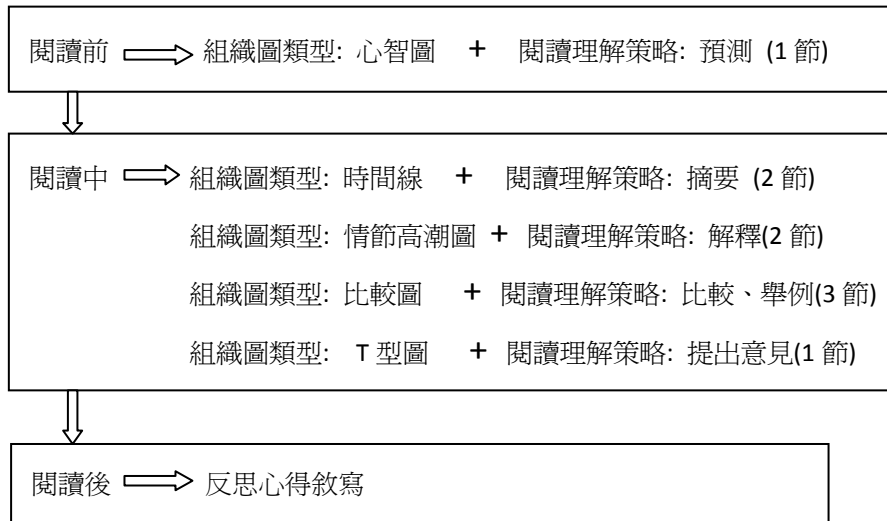 閱讀前 組織圖類型: 心智圖 + 閱讀理解策略: 預測 (1 節)
閱讀中 組織圖類型: 時間線 + 閱讀理解策略: 摘要 (2 節)
組織圖類型: 情節高潮圖 + 閱讀理解策略: 解釋(2 節)
組織圖類型: 比較圖 + 閱讀理解策略: 比較、舉例(3 節)
組織圖類型: T 型圖 + 閱讀理解策略: 提出意見(1 節)
閱讀後 反思心得敘寫